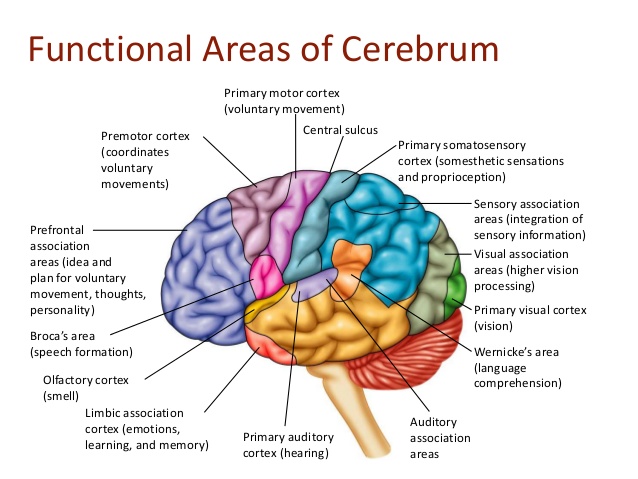 Functional Areas of Cerebrum
Primary motor cortex
(voluntary movement)
Central sulcus
Premotor cortex
(coordinates
voluntary
movements)
Primary somatosensory
cortex (somesthetic sensations
and proprioception)
Sensory association
areas (integration of
sensory information)
Prefrontal
association
areas (idea and
plan for voluntary
movement, thoughts,
personality)
Visual association
areas (higher vision
processing)
Primary visual cortex
(vision)
Broca's area
(speech formation)
Wernicke's area
(language
comprehension)
Olfactory cortex
(smell)
Limbic association
cortex (emotions,
learning, and memory)
Primary auditory
cortex (hearing)
Auditory
association
areas